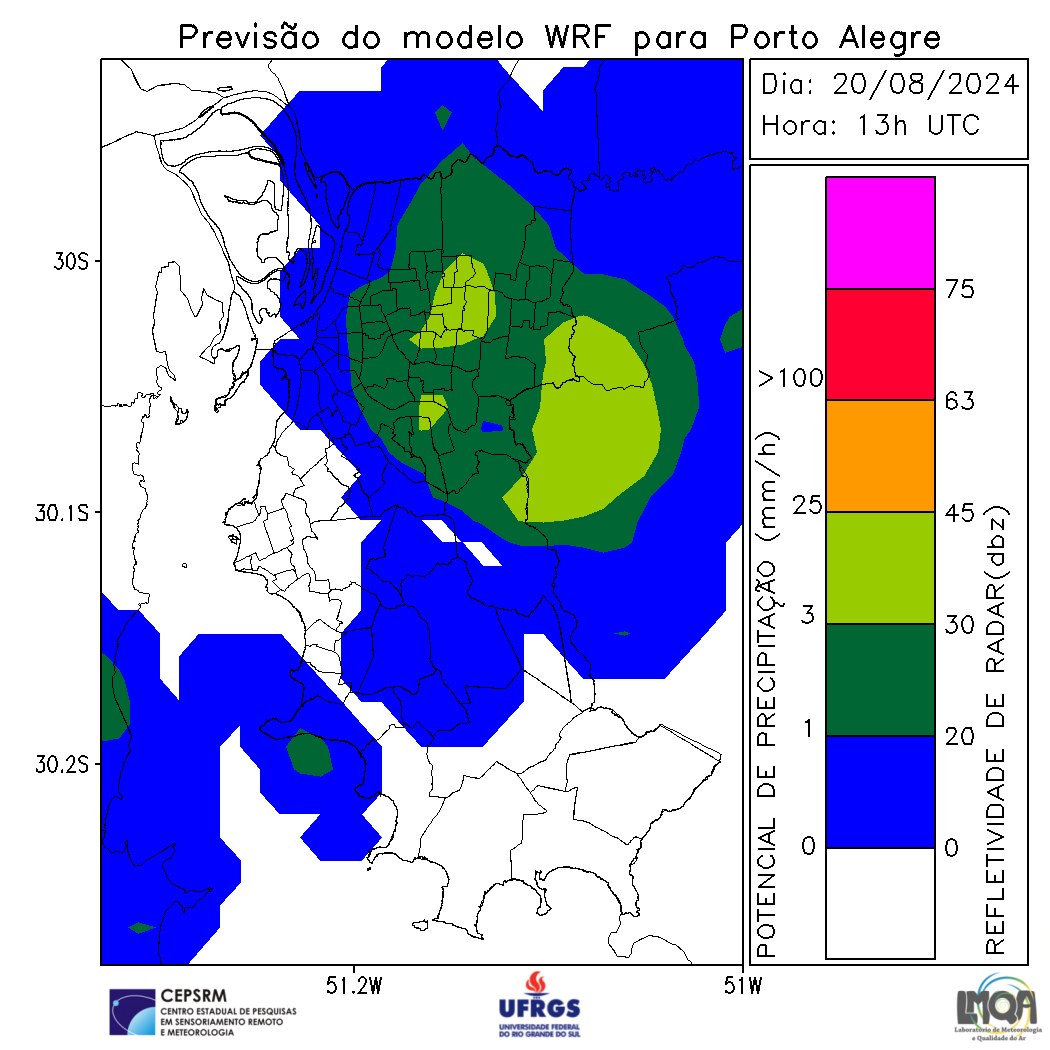 Previsão do modelo WRF para Porto Alegre
Dia: 20/08/2024
Hora: 13h UTC
30S
30.1S
30.2S
51.2W
51W
POTENCIAL DE PRECIPITAÇÃO (mm/h)
>100
25
3
1
0
75
63
45
30
20
0
REFLETIVIDADE DE RADAR(dbz)
CEPSRM
CENTRO ESTADUAL DE PESQUISAS
EM SENSORIAMENTO REMOTO
E METEOROLOGIA
UFRGS
UNIVERSIDADE FEDERAL
DO RIO GRANDE DO SUL
LMQA
Laboratório de Meteorologia
e Qualidade do Ar